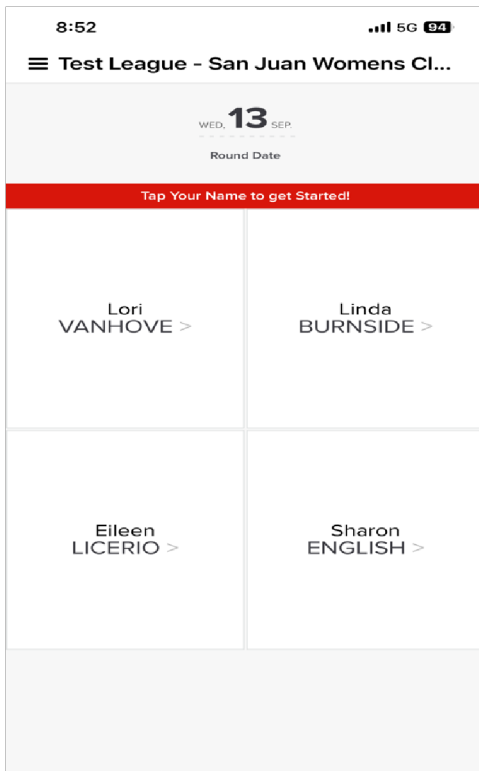 8:52 5G 94
Test League - San Juan Womens Cl...
WED, 13 SEP.
Round Date
Tap Your Name to get Started!
Lori
VANHOVE >
Linda
BURNSIDE >
Eileen
LICERIO >
Sharon
ENGLISH >